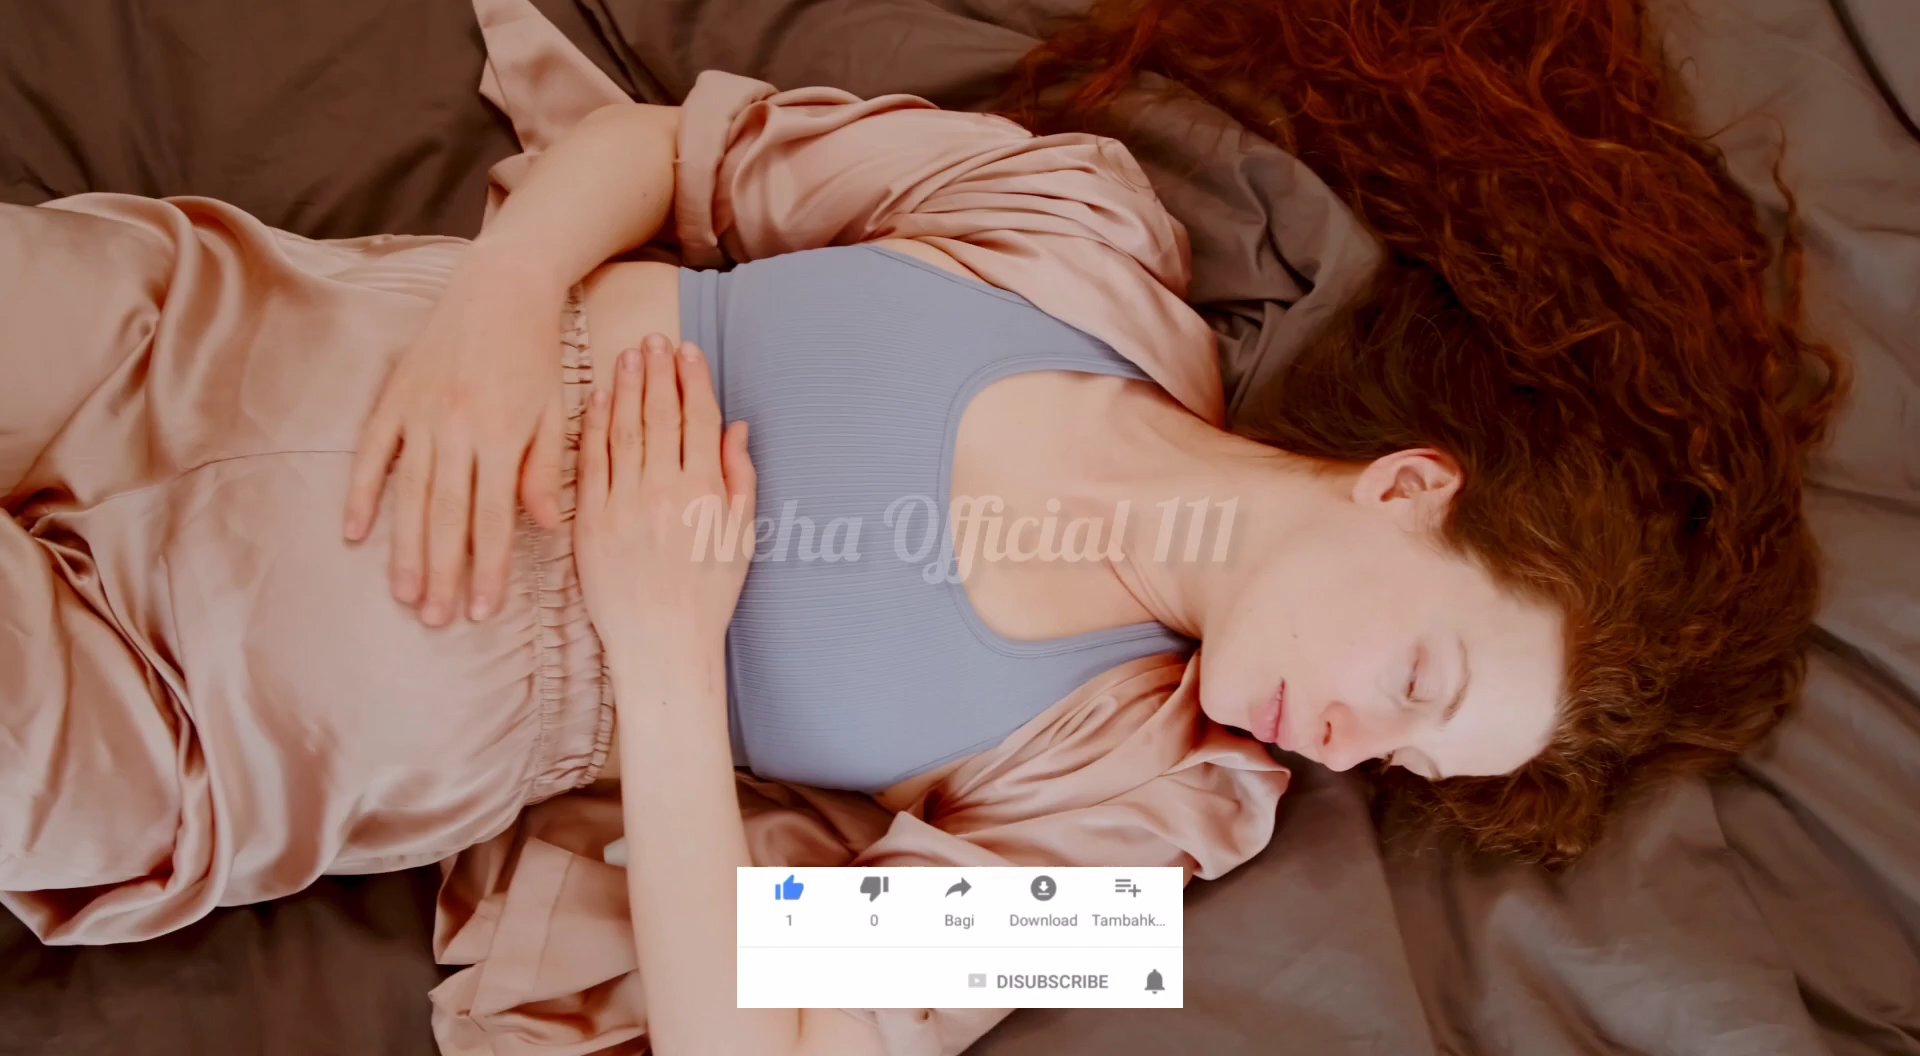 Neha Official 111
1
0
Bagi
Download
Tambahk...
DISUBSCRIBE